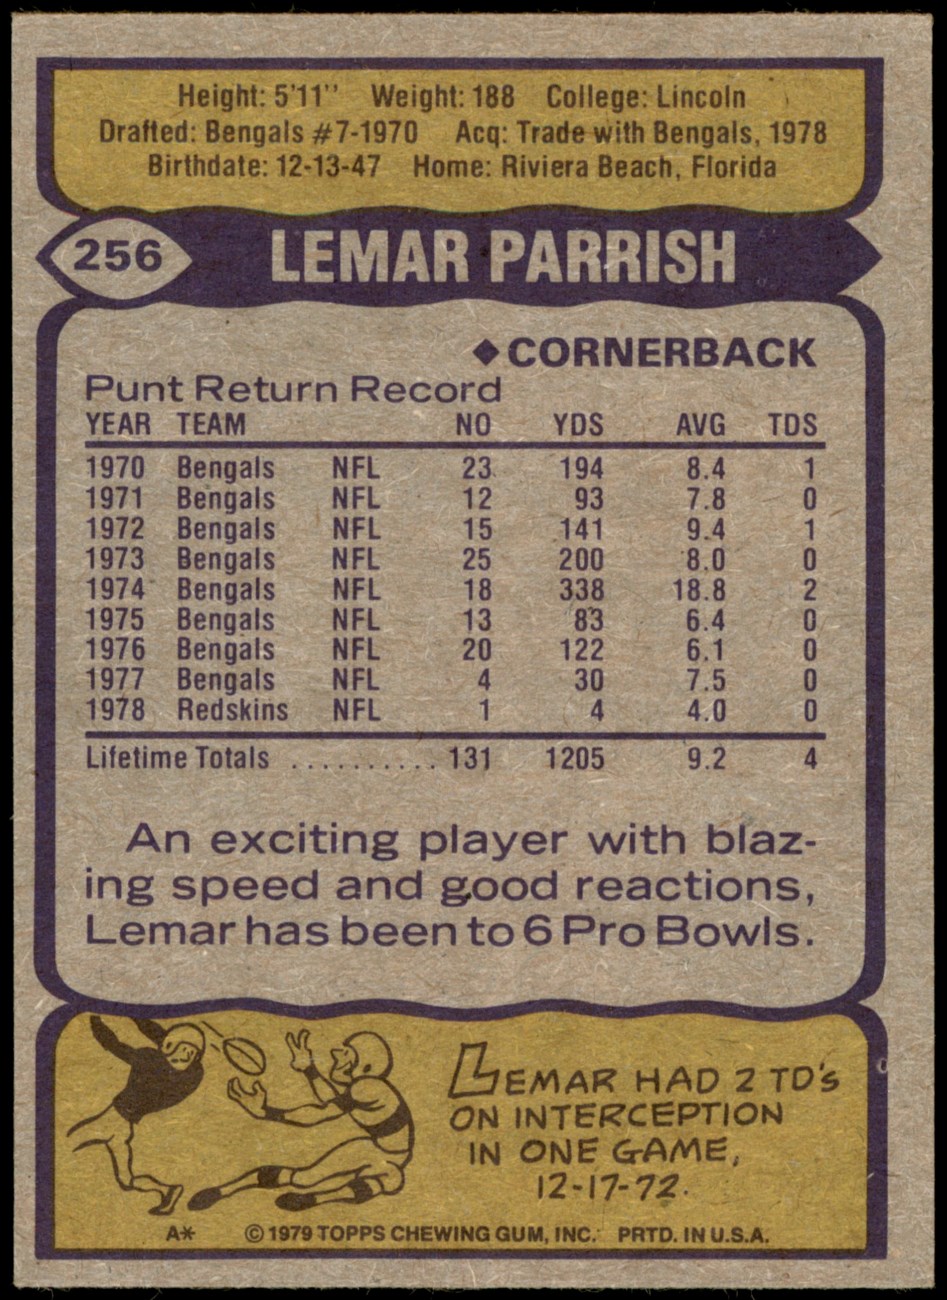 Height: 5'11'' Weight: 188 College: Lincoln
Drafted: Bengals #7-1970 Acq: Trade with Bengals, 1978
Birthdate: 12-13-47 Home: Riviera Beach, Florida
256 LEMAR PARRISH
◆CORNERBACK
Punt Return Record
YEAR TEAM NO YDS AVG TDS
1970 Bengals NFL 23 194 8.4 1
1971 Bengals NFL 12 93 7.8 0
1972 Bengals NFL 15 141 9.4 1
1973 Bengals NFL 25 200 8.0 0
1974 Bengals NFL 18 338 18.8 2
1975 Bengals NFL 13 83 6.4 0
1976 Bengals NFL 20 122 6.1 0
1977 Bengals NFL 4 30 7.5 0
1978 Redskins NFL 1 4 4.0 0
Lifetime Totals .......... 131 1205 9.2 4
An exciting player with blaz-
ing speed and good reactions,
Lemar has been to 6 Pro Bowls.
LEMAR HAD 2 TD's
ON INTERCEPTION
IN ONE GAME,
12-17-72.
A* ©1979 TOPPS CHEWING GUM, INC. PRTD. IN U.S.A.